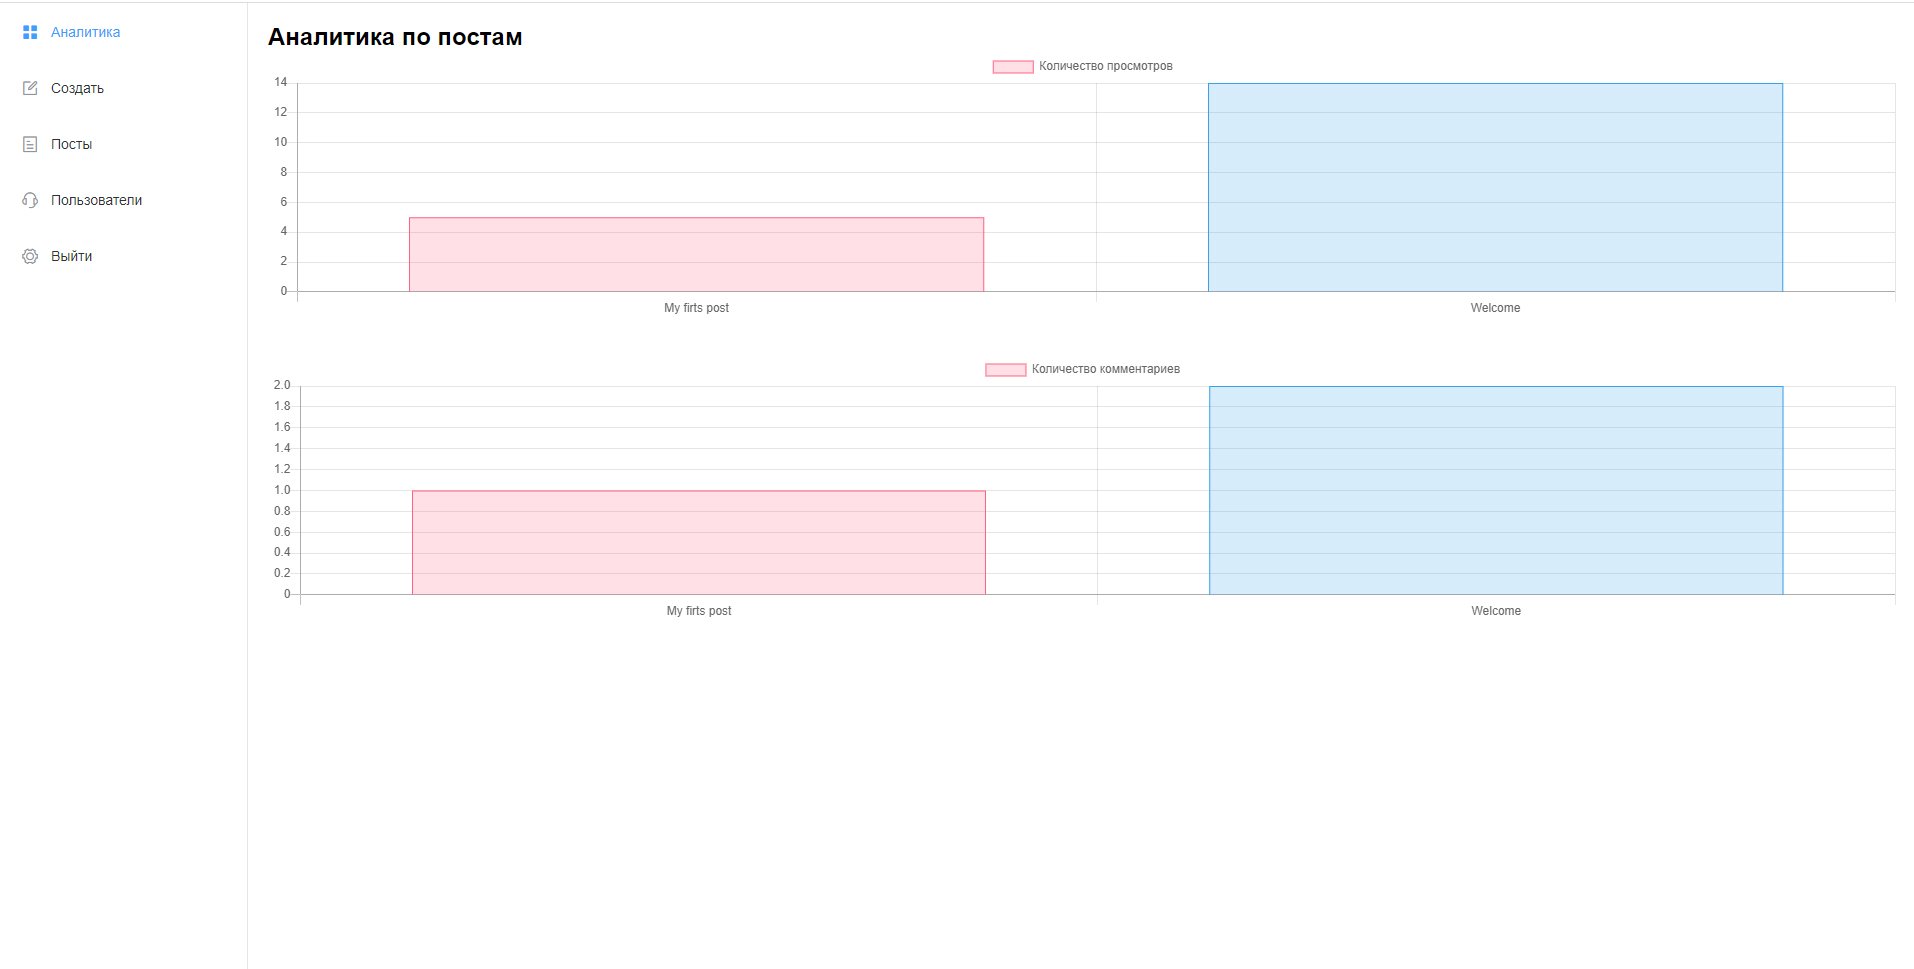 Аналитика
Создать
Посты
Пользователи
Выйти
Аналитика по постам
Количество просмотров
14
12
10
8
6
4
2
0
My firts post
Welcome
Количество комментариев
2.0
1.8
1.6
1.4
1.2
1.0
0.8
0.6
0.4
0.2
0
My firts post
Welcome